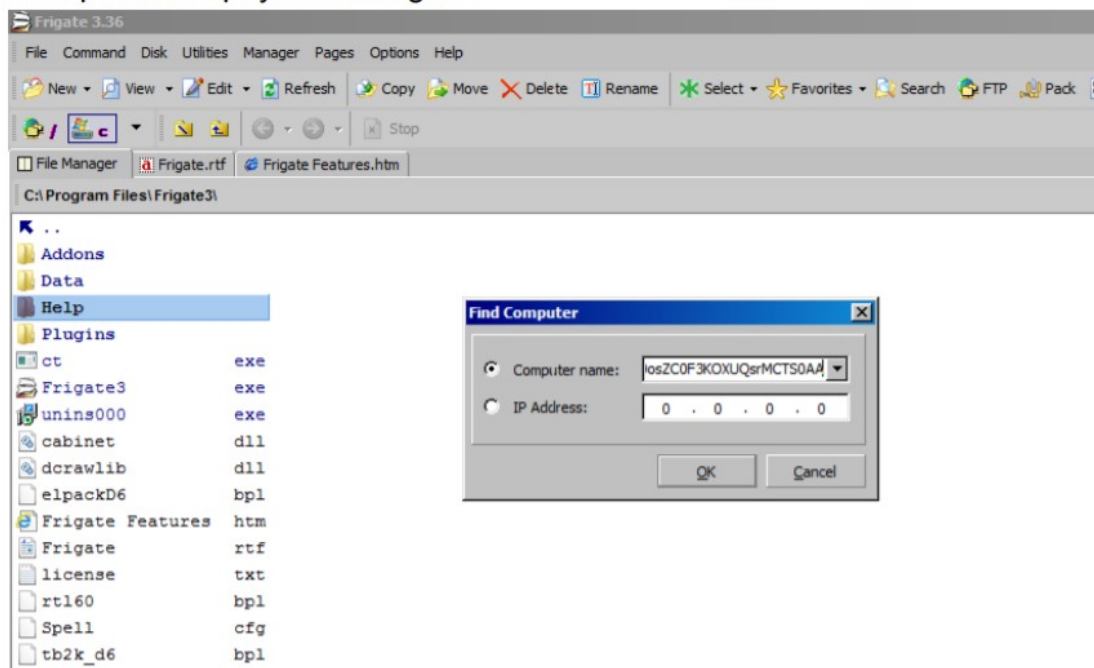 Frigate 3.36
File Command Disk Utilities Manager Pages Options Help
New View Edit Refresh Copy Move Delete Rename Select Favorites Search FTP Pack
/ c Stop
File Manager Frigate.rtf Frigate Features.htm
C:\Program Files\Frigate3\
..
Addons
Data
Help
Plugins
ct exe
Frigate3 exe
unins000 exe
cabinet dll
dcrawlib dll
elpackD6 bpl
Frigate Features htm
Frigate rtf
license txt
rtl60 bpl
Spell cfg
tb2k_d6 bpl
Find Computer
Computer name:
IP Address: 0 . 0 . 0 . 0
OK Cancel